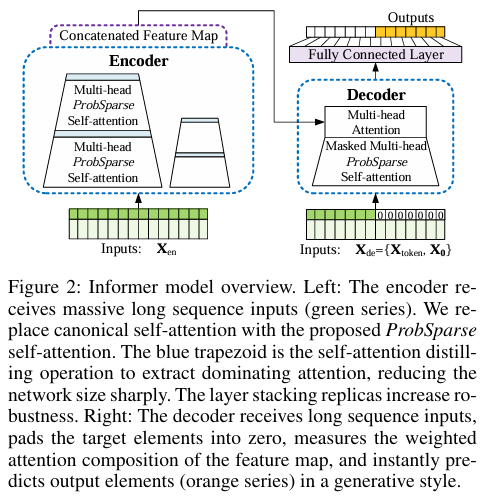 Outputs
Concatenated Feature Map
Fully Connected Layer
Encoder
Decoder
Multi-head
ProbSparse
Self-attention
Multi-head
ProbSparse
Self-attention
Multi-head
Attention
Masked Multi-head
ProbSparse
Self-attention
0 0 0 0 0 0 0
Inputs: X_en
Inputs: X_de={X_token, X_0}
Figure 2: Informer model overview. Left: The encoder re-
ceives massive long sequence inputs (green series). We re-
place canonical self-attention with the proposed ProbSparse
self-attention. The blue trapezoid is the self-attention distill-
ing operation to extract dominating attention, reducing the
network size sharply. The layer stacking replicas increase ro-
bustness. Right: The decoder receives long sequence inputs,
pads the target elements into zero, measures the weighted
attention composition of the feature map, and instantly pre-
dicts output elements (orange series) in a generative style.